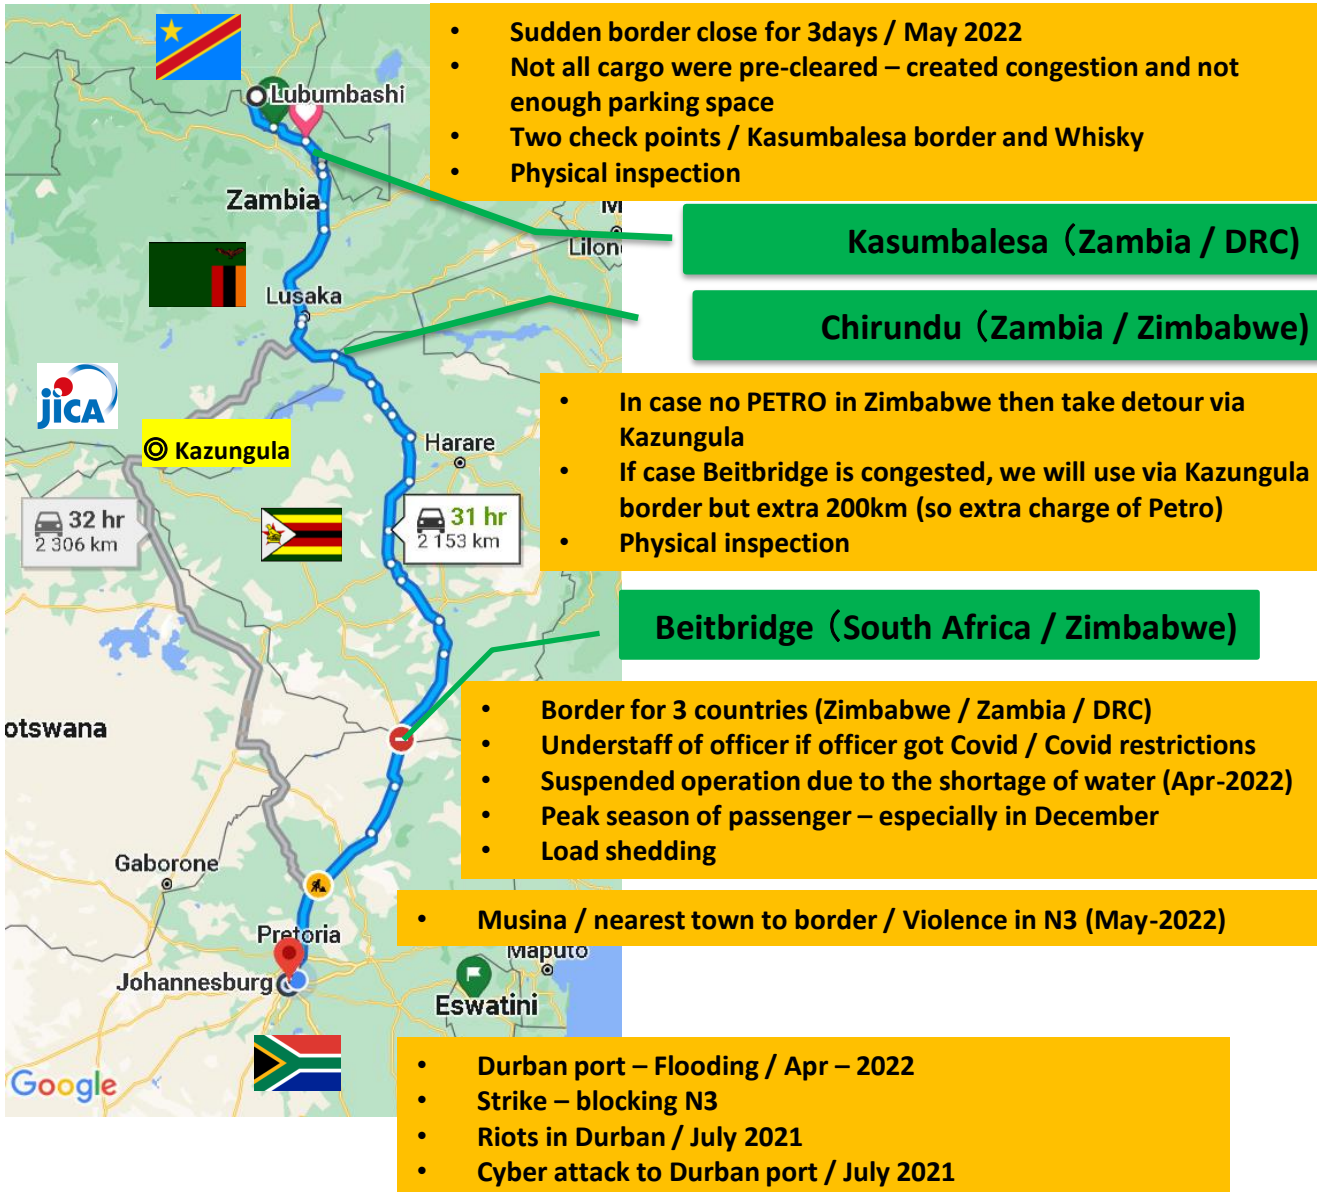 • Sudden border close for 3days / May 2022
• Not all cargo were pre-cleared – created congestion and not
enough parking space
• Two check points / Kasumbalesa border and Whisky
• Physical inspection
Lubumbashi
Zambia
Lilon
Kasumbalesa（Zambia / DRC)
Lusaka
Chirundu（Zambia / Zimbabwe)
jICA
◎ Kazungula
Harare
• In case no PETRO in Zimbabwe then take detour via
Kazungula
• If case Beitbridge is congested, we will use via Kazungula
border but extra 200km (so extra charge of Petro)
• Physical inspection
32 hr
2 306 km
31 hr
2 153 km
Beitbridge（South Africa / Zimbabwe)
otswana
• Border for 3 countries (Zimbabwe / Zambia / DRC)
• Understaff of officer if officer got Covid / Covid restrictions
• Suspended operation due to the shortage of water (Apr-2022)
• Peak season of passenger – especially in December
• Load shedding
Gaborone
• Musina / nearest town to border / Violence in N3 (May-2022)
Pretoria
Maputo
Johannesburg
Eswatini
• Durban port – Flooding / Apr – 2022
• Strike – blocking N3
• Riots in Durban / July 2021
• Cyber attack to Durban port / July 2021
Google